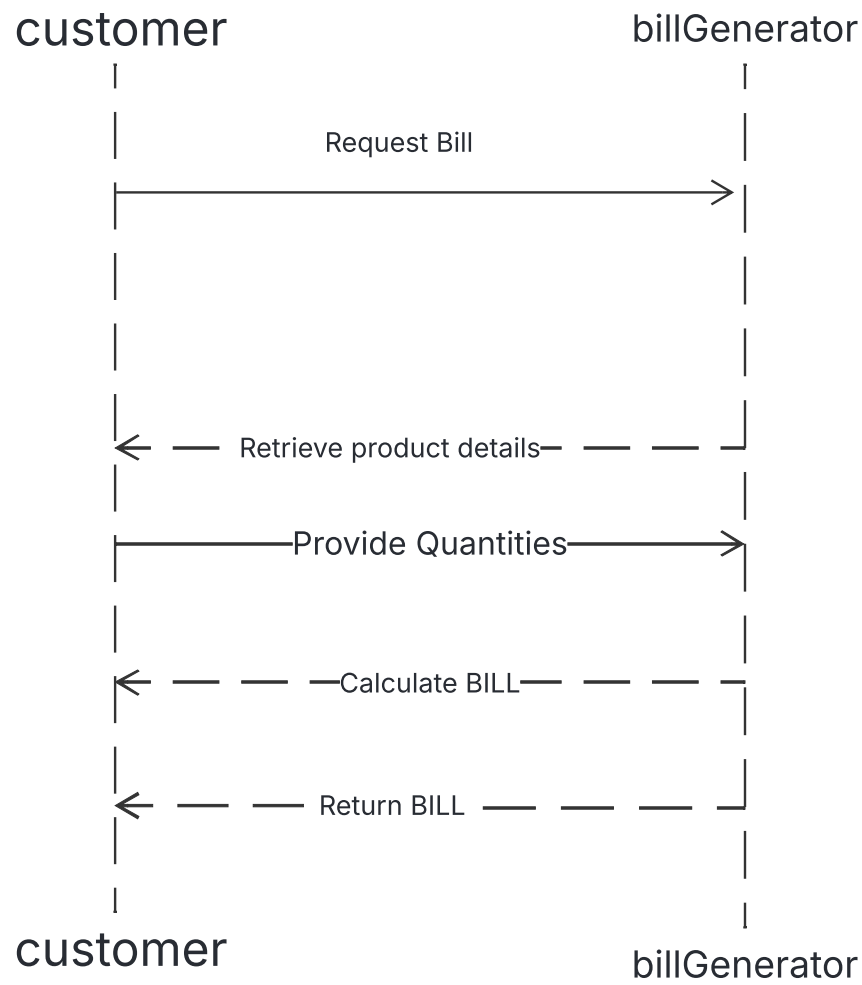 customer
billGenerator
Request Bill
Retrieve product details
Provide Quantities
Calculate BILL
Return BILL
customer
billGenerator